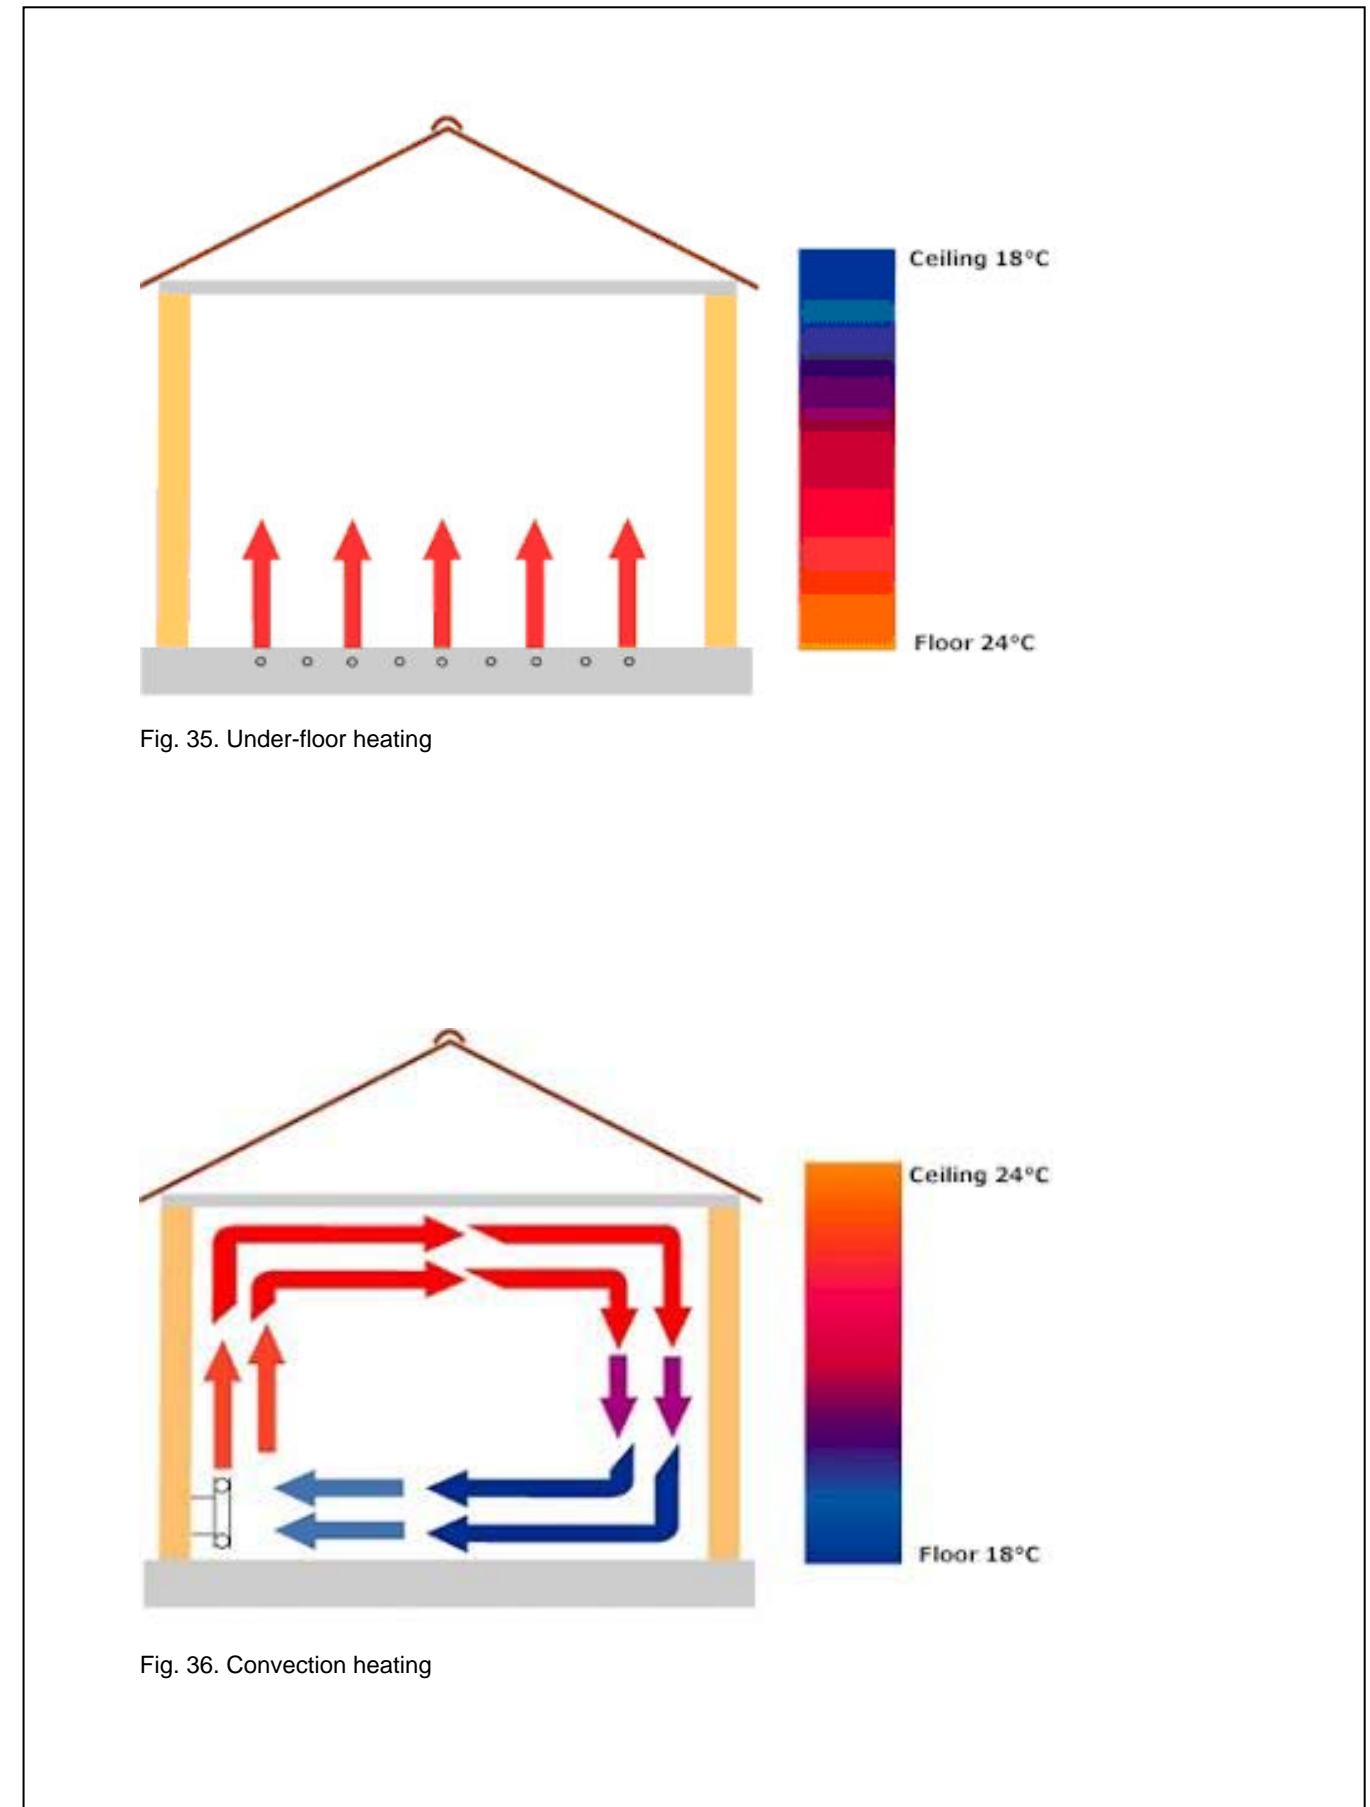 Ceiling 18°C
Floor 24°C
Fig. 35. Under-floor heating
Ceiling 24°C
Floor 18°C
Fig. 36. Convection heating